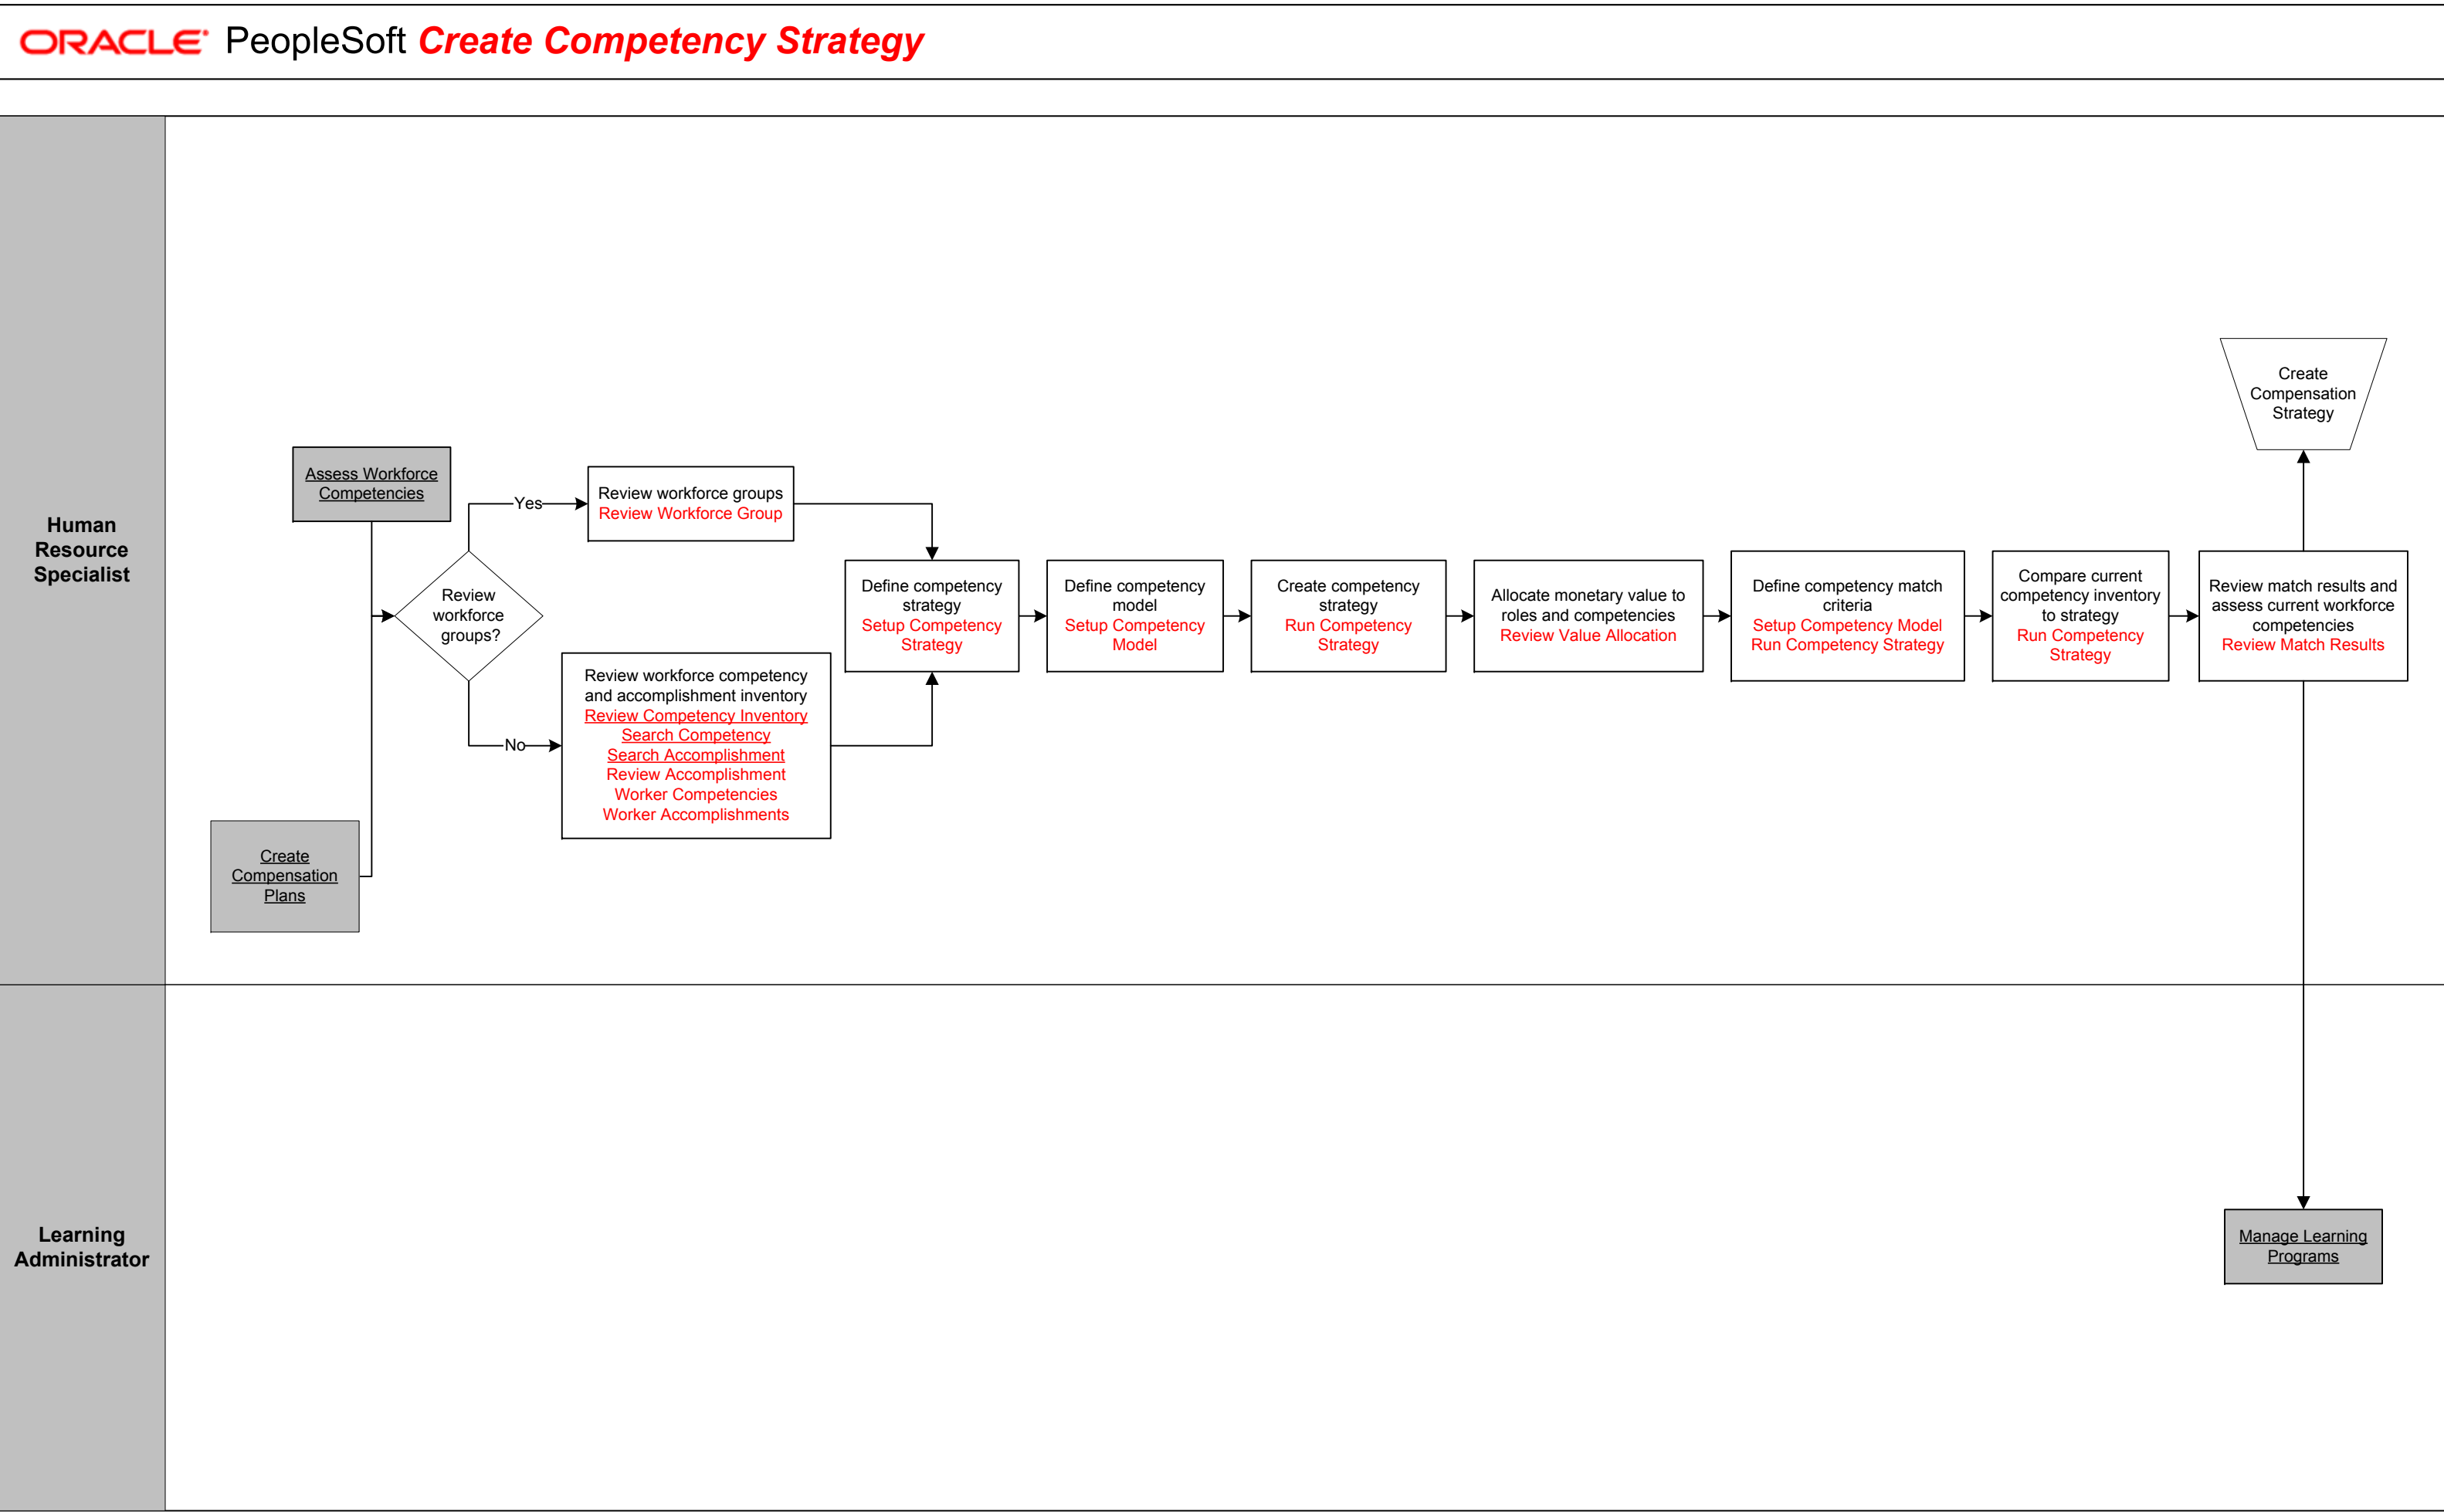 ORACLE PeopleSoft Create Competency Strategy
Human
Resource
Specialist
Assess Workforce
Competencies
Create
Compensation
Plans
Review
workforce
groups?
Yes
No
Review workforce groups
Review Workforce Group
Review workforce competency
and accomplishment inventory
Review Competency Inventory
Search Competency
Search Accomplishment
Review Accomplishment
Worker Competencies
Worker Accomplishments
Define competency
strategy
Setup Competency
Strategy
Define competency
model
Setup Competency
Model
Create competency
strategy
Run Competency
Strategy
Allocate monetary value to
roles and competencies
Review Value Allocation
Define competency match
criteria
Setup Competency Model
Run Competency Strategy
Compare current
competency inventory
to strategy
Run Competency
Strategy
Review match results and
assess current workforce
competencies
Review Match Results
Create
Compensation
Strategy
Learning
Administrator
Manage Learning
Programs